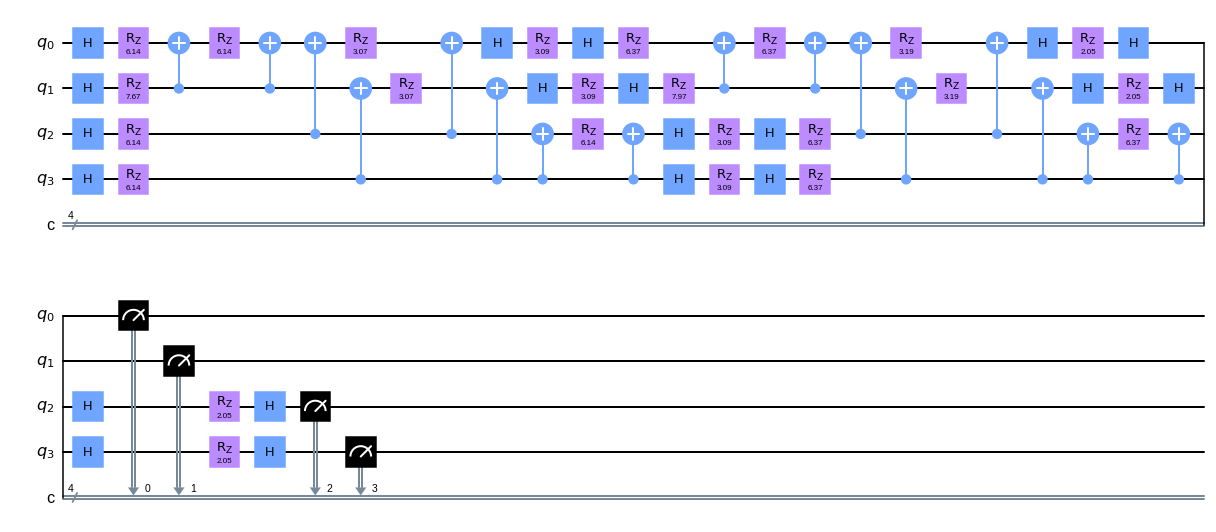 q0 H RZ 6.14 RZ 6.14 RZ 3.07 H RZ 3.09 H RZ 6.37 RZ 6.37 RZ 3.19 H RZ 2.05 H
q1 H RZ 7.67 RZ 3.07 H RZ 3.09 H RZ 7.97 RZ 3.19 H RZ 2.05 H
q2 H RZ 6.14 RZ 6.14 H RZ 3.09 H RZ 6.37 RZ 6.37
q3 H RZ 6.14 H RZ 3.09 H RZ 6.37
c 4
q0
q1
q2 H RZ 2.05 H
q3 H RZ 2.05 H
c 4 0 1 2 3